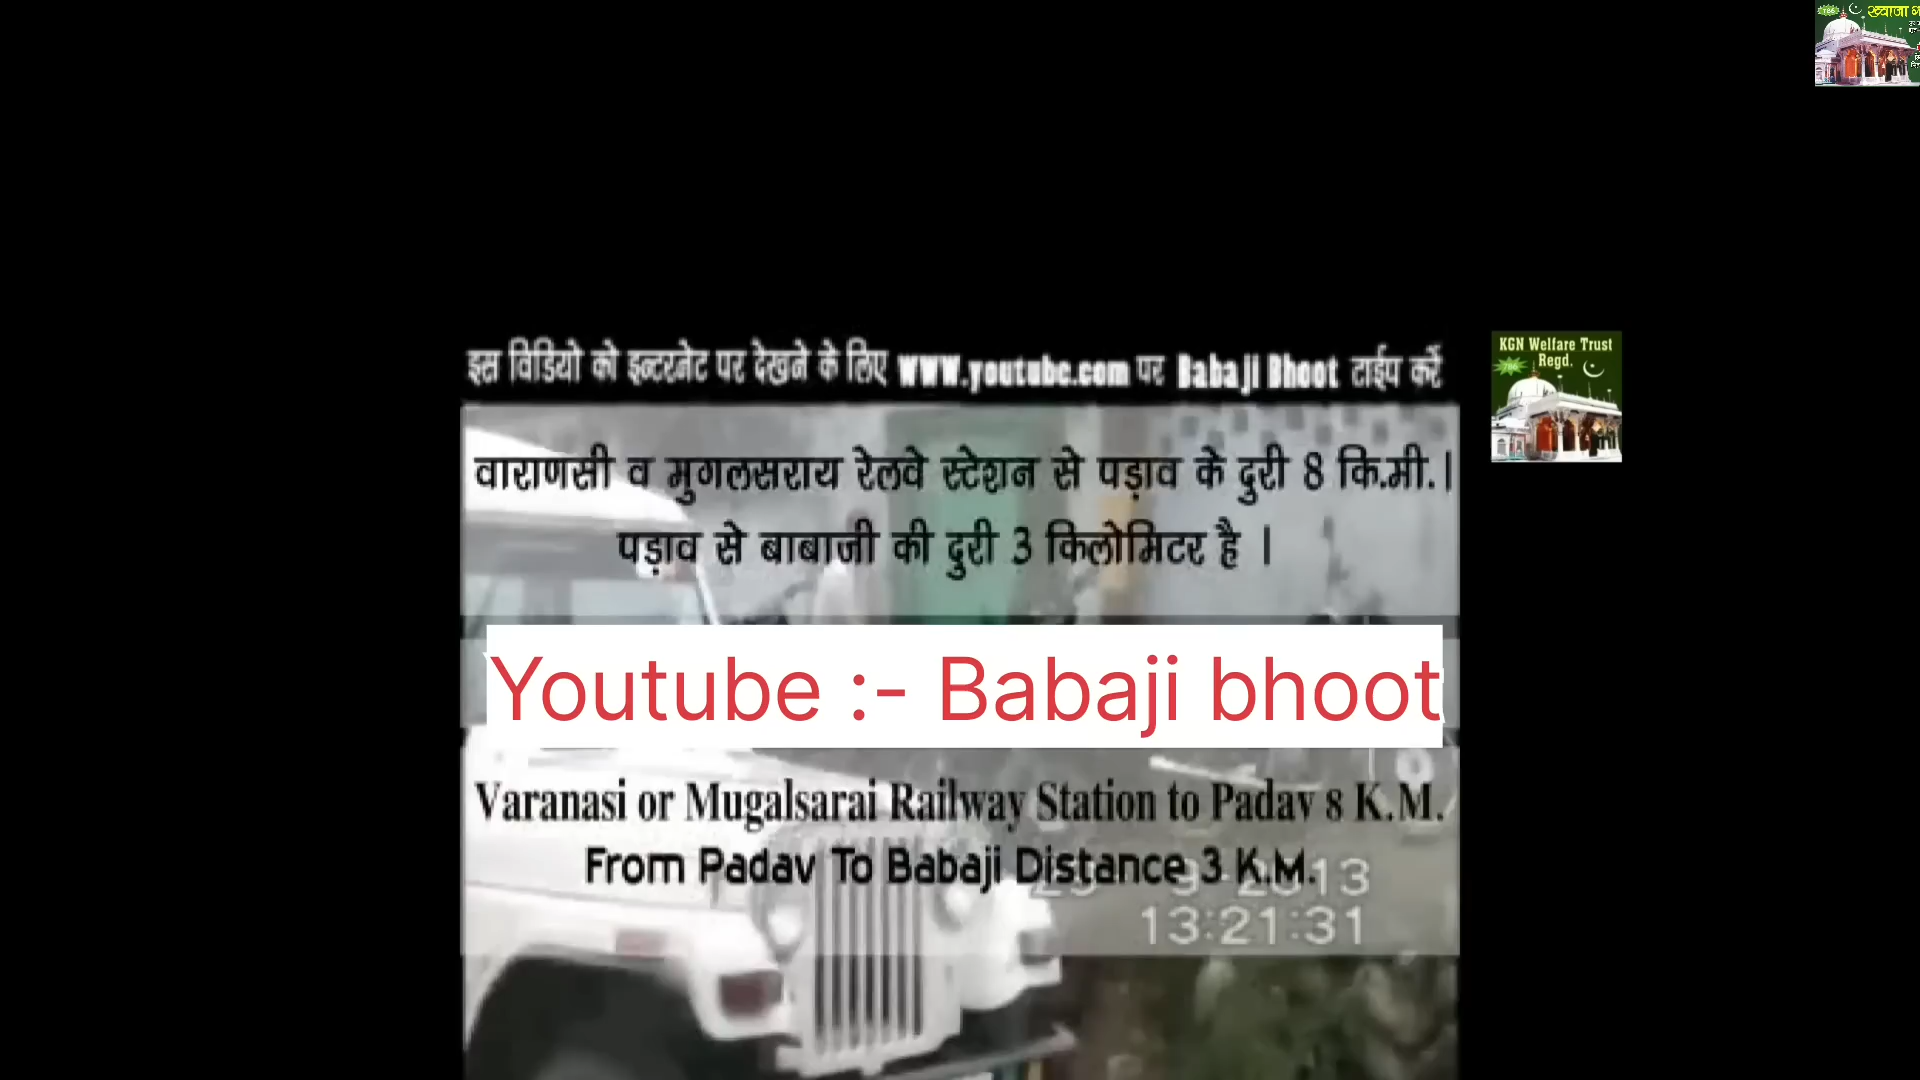 ख्वाजा
786
इस विडियो को इन्टरनेट पर देखने के लिए www.youtube.com पर Babaji Bhoot टाईप करें
KGN Welfare Trust
Regd.
786
वाराणसी व मुगलसराय रेलवे स्टेशन से पड़ाव के दुरी 8 कि.मी.।
पड़ाव से बाबाजी की दुरी 3 किलोमिटर है ।
Youtube :- Babaji bhoot
Varanasi or Mugalsarai Railway Station to Padav 8 K.M.
From Padav To Babaji Distance 3 K.M.
13:21:31